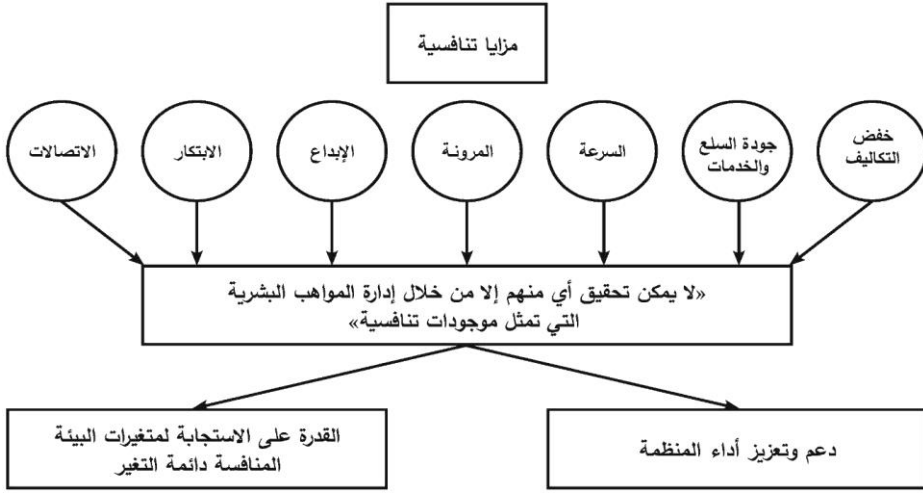 مزايا تنافسية
خفض
التكاليف
جودة السلع
والخدمات
السرعة
المرونة
الإبداع
الابتكار
الاتصالات
«لا يمكن تحقيق أي منهم إلا من خلال إدارة المواهب البشرية
التي تمثل موجودات تنافسية»
دعم وتعزيز أداء المنظمة
القدرة على الاستجابة لمتغيرات البيئة
المنافسة دائمة التغير